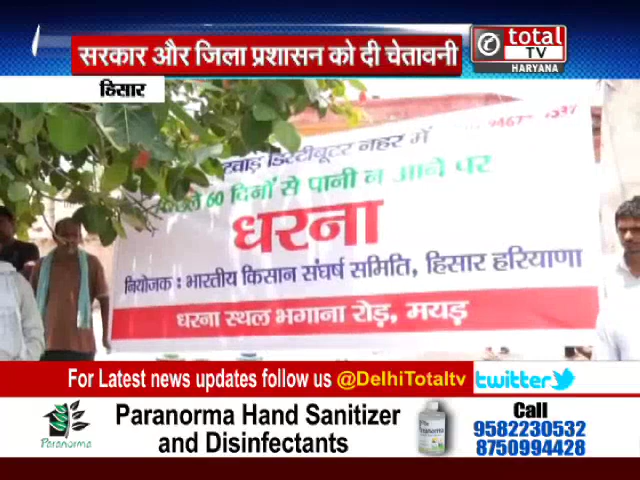 सरकार और जिला प्रशासन को दी चेतावनी
total
TV
HARYANA
हिसार
डिस्टीबूटर नहर में
60 दिनों से पानी न आने पर
धरना
नियोजक : भारतीय किसान संघर्ष समिति, हिसार हरियाणा
धरना स्थल भगाना रोड़, मयड़
For Latest news updates follow us @DelhiTotaltv twitter
Paranorma
Paranorma Hand Sanitizer
and Disinfectants
Call
9582230532
8750994428